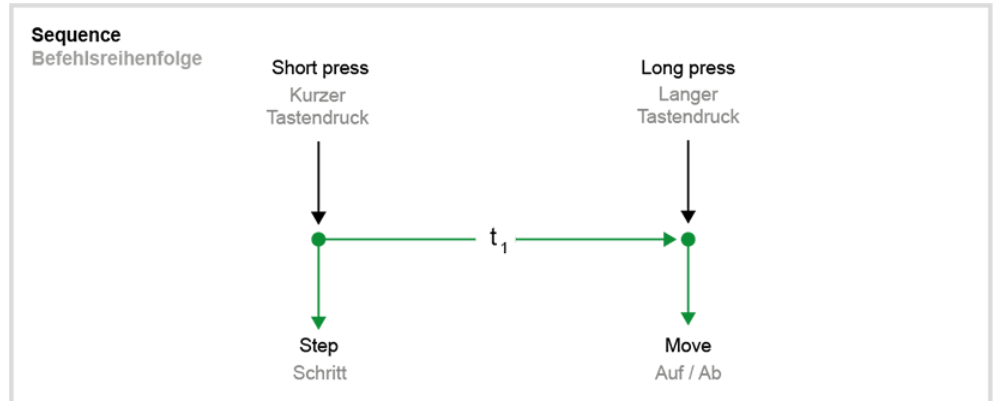 Sequence
Befehlsreihenfolge
Short press
Kurzer
Tastendruck
Long press
Langer
Tastendruck
t1
Step
Schritt
Move
Auf / Ab